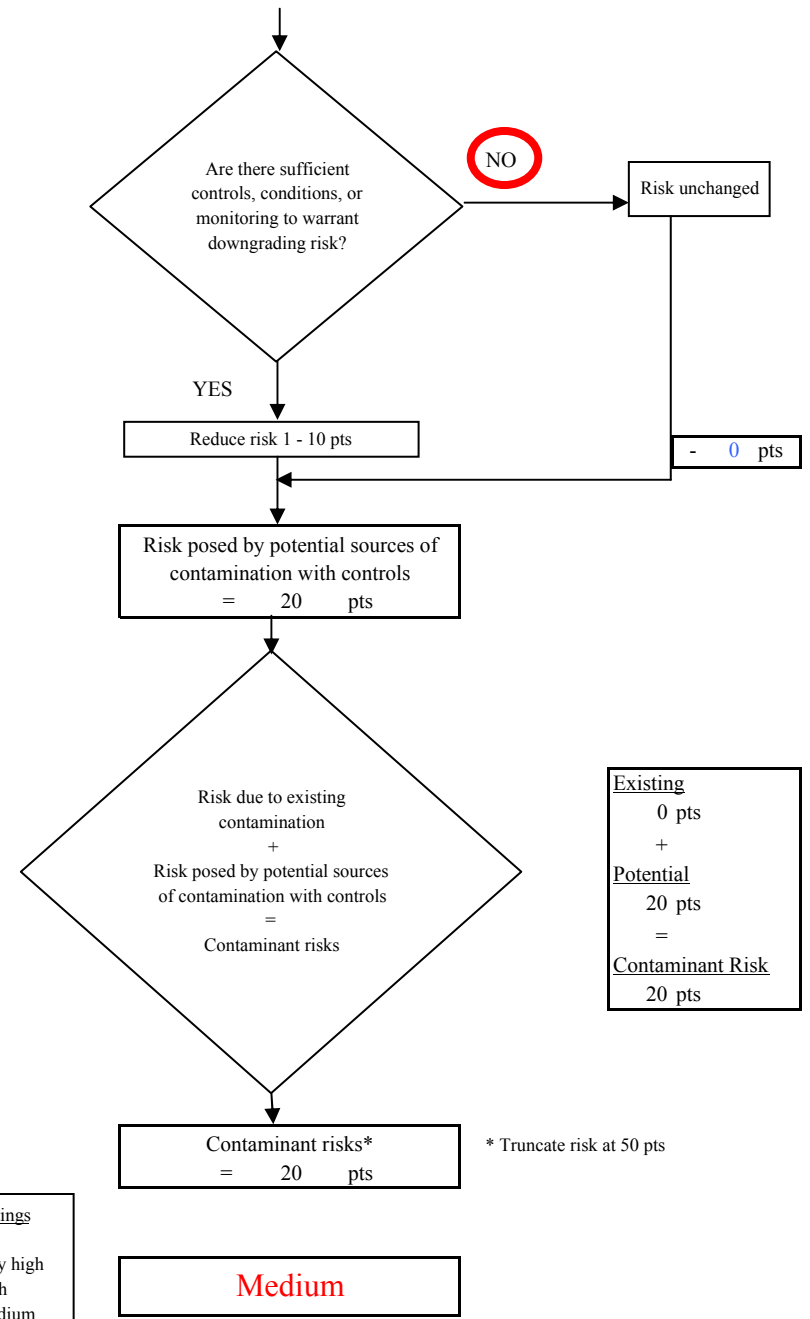 Are there sufficient
controls, conditions, or
monitoring to warrant
downgrading risk?
NO
Risk unchanged
YES
Reduce risk 1 - 10 pts
- 0 pts
Risk posed by potential sources of
contamination with controls
= 20 pts
Risk due to existing
contamination
+
Risk posed by potential sources
of contamination with controls
=
Contaminant risks
Existing
0 pts
+
Potential
20 pts
=
Contaminant Risk
20 pts
Contaminant risks*
= 20 pts
* Truncate risk at 50 pts
high
Medium